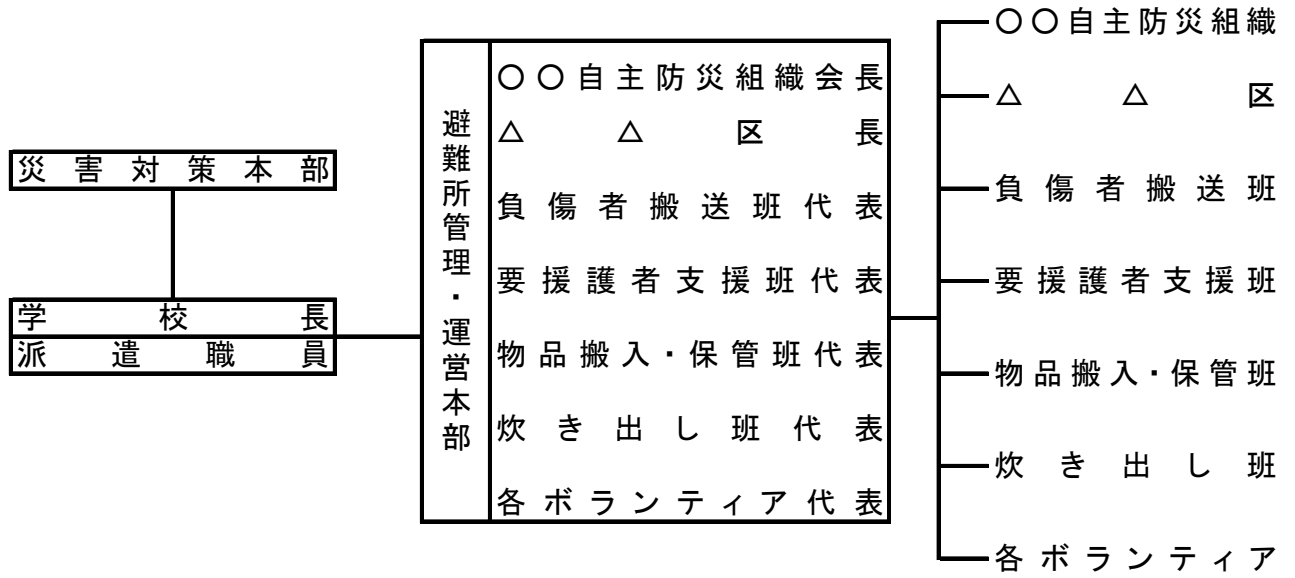 災害対策本部
学校長
派遣職員
避難所管理・運営本部
〇〇自主防災組織会長
△△区長
負傷者搬送班代表
要援護者支援班代表
物品搬入・保管班代表
炊き出し班代表
各ボランティア代表
〇〇自主防災組織
△△区
負傷者搬送班
要援護者支援班
物品搬入・保管班
炊き出し班
各ボランティア